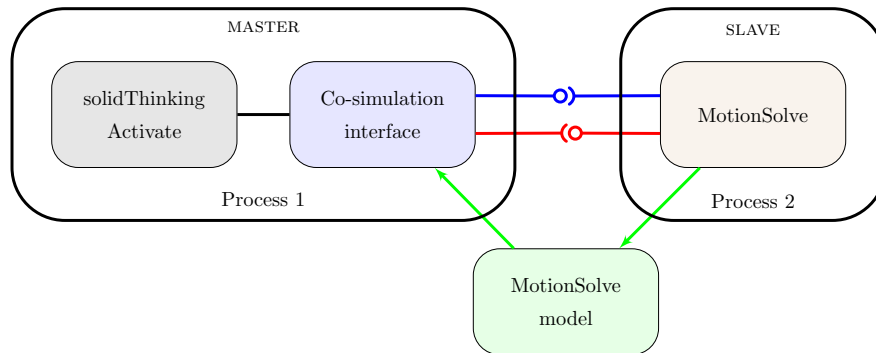 MASTER
SLAVE
solidThinking
Activate
Co-simulation
interface
MotionSolve
Process 1
Process 2
MotionSolve
model